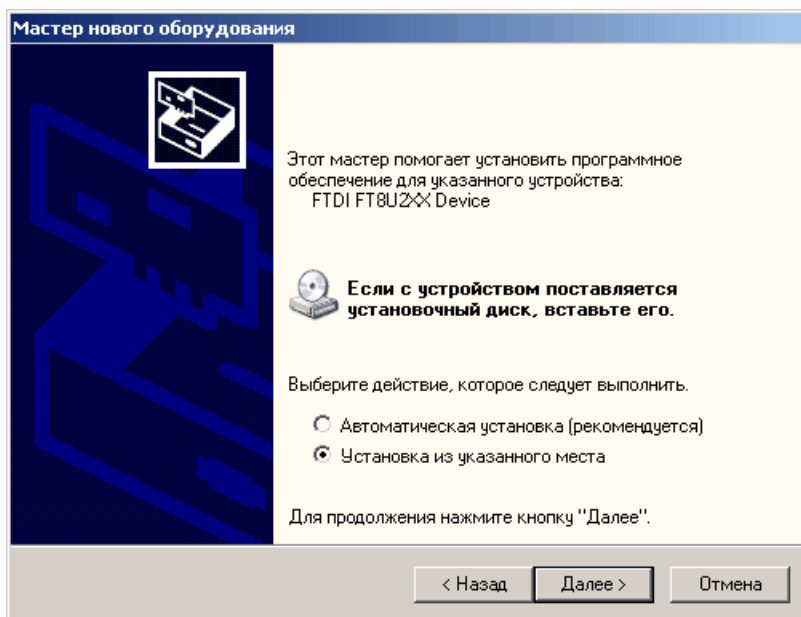 Мастер нового оборудования
Этот мастер помогает установить программное
обеспечение для указанного устройства:
FTDI FT8U2XX Device
Если с устройством поставляется
установочный диск, вставьте его.
Выберите действие, которое следует выполнить.
Автоматическая установка (рекомендуется)
Установка из указанного места
Для продолжения нажмите кнопку "Далее".
< Назад
Далее >
Отмена